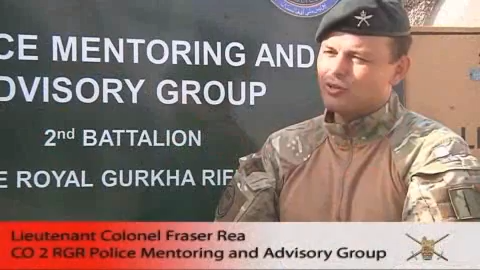 CE MENTORING AND
DVISORY GROUP
2nd BATTALION
E ROYAL GURKHA RIF
Lieutenant Colonel Fraser Rea
CO 2 RGR Police Mentoring and Advisory Group